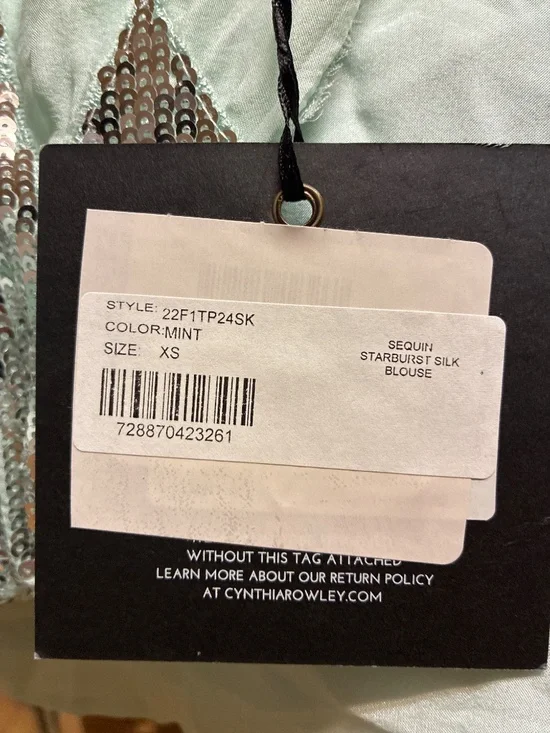 STYLE: 22F1TP24SK
COLOR:MINT
SIZE: XS
SEQUIN
STARBURST SILK
BLOUSE
728870423261
WITHOUT THIS TAG ATTACHED
LEARN MORE ABOUT OUR RETURN POLICY
AT CYNTHIAROWLEY.COM